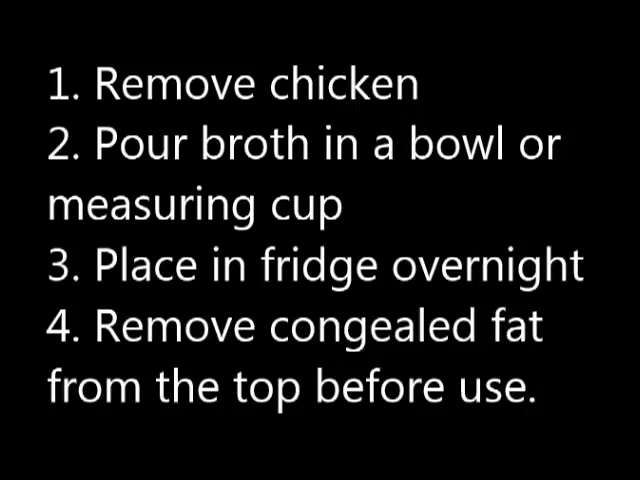 1. Remove chicken
2. Pour broth in a bowl or
measuring cup
3. Place in fridge overnight
4. Remove congealed fat
from the top before use.